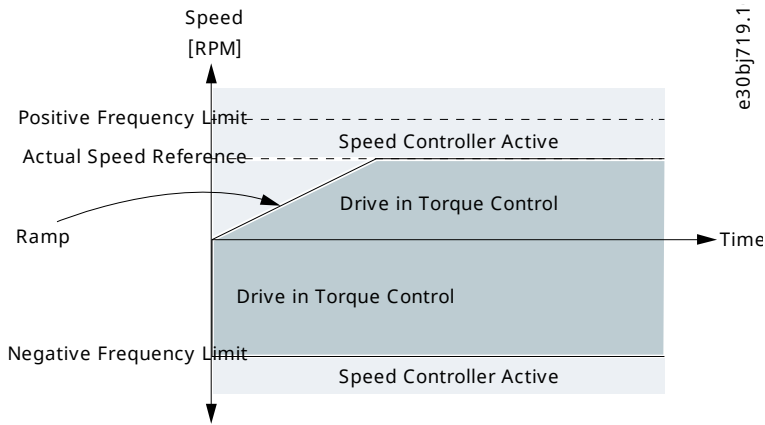 Speed
[RPM]
e30bj719.1
Positive Frequency Limit
Speed Controller Active
Actual Speed Reference
Drive in Torque Control
Ramp
Time
Drive in Torque Control
Negative Frequency Limit
Speed Controller Active